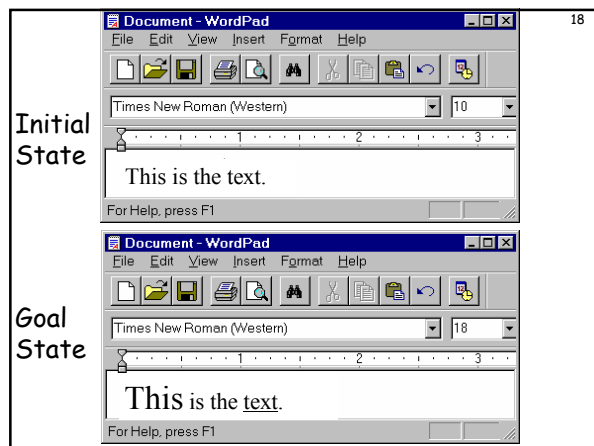 18
Initial
State
Document - WordPad
File Edit View Insert Format Help
Times New Roman (Western) 10
1 2 3
This is the text.
For Help, press F1
Goal
State
Document - WordPad
File Edit View Insert Format Help
Times New Roman (Western) 18
1 2 3
This is the text.
For Help, press F1